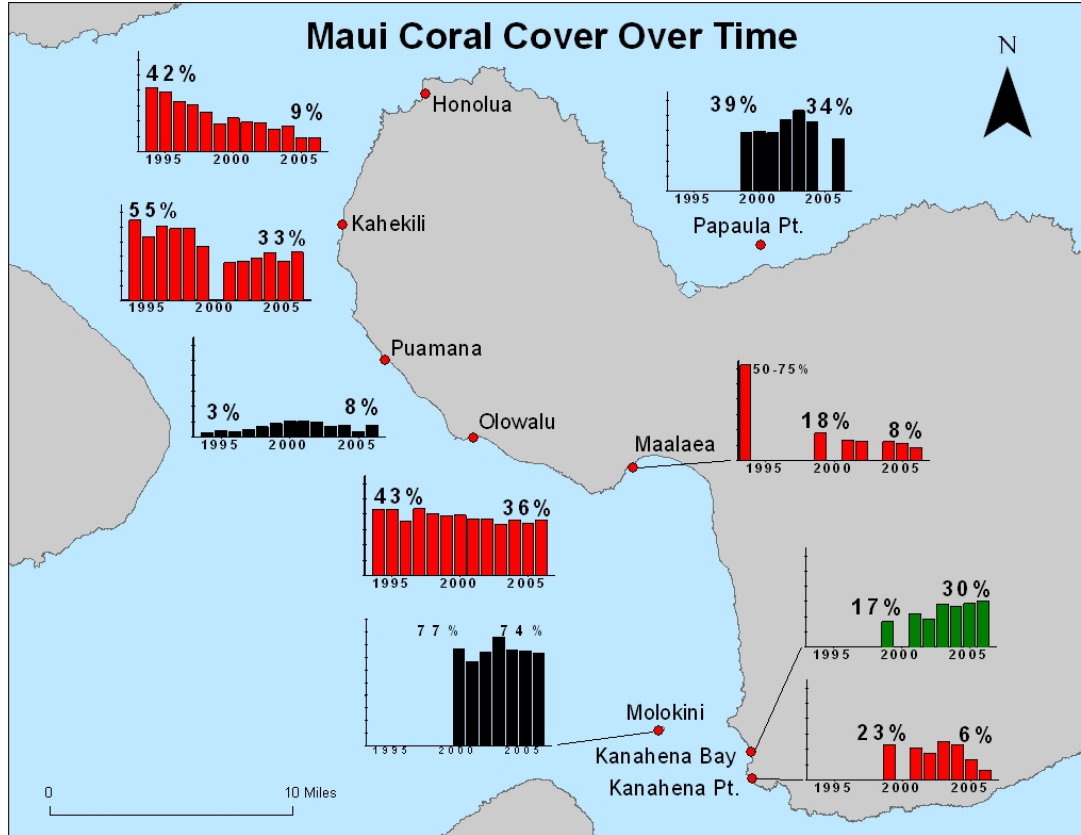 Maui Coral Cover Over Time
N
42%
9%
1995 2000 2005
Honolua
39% 34%
1995 2000 2005
Papaula Pt.
55%
33%
1995 2000 2005
Kahekili
Puamana
3% 8%
1995 2000 2005
Olowalu
Maalaea
50-75%
18% 8%
1995 2000 2005
43% 36%
1995 2000 2005
17% 30%
1995 2000 2005
77% 74%
1995 2000 2005
Molokini
Kanahena Bay
Kanahena Pt.
23% 6%
1995 2000 2005
0 10 Miles